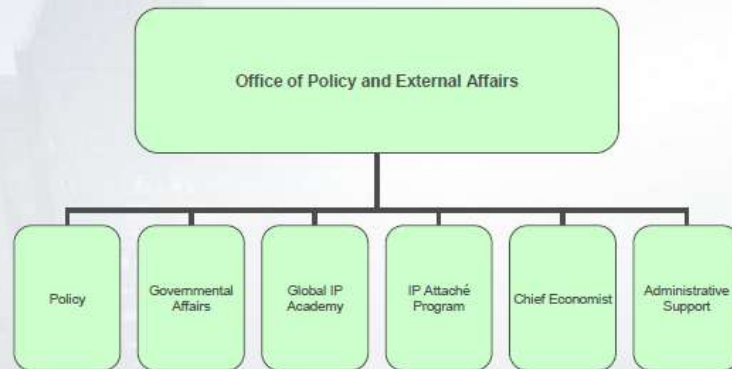 Office of Policy and External Affairs
Policy
Governmental
Affairs
Global IP
Academy
IP Attaché
Program
Chief Economist
Administrative
Support